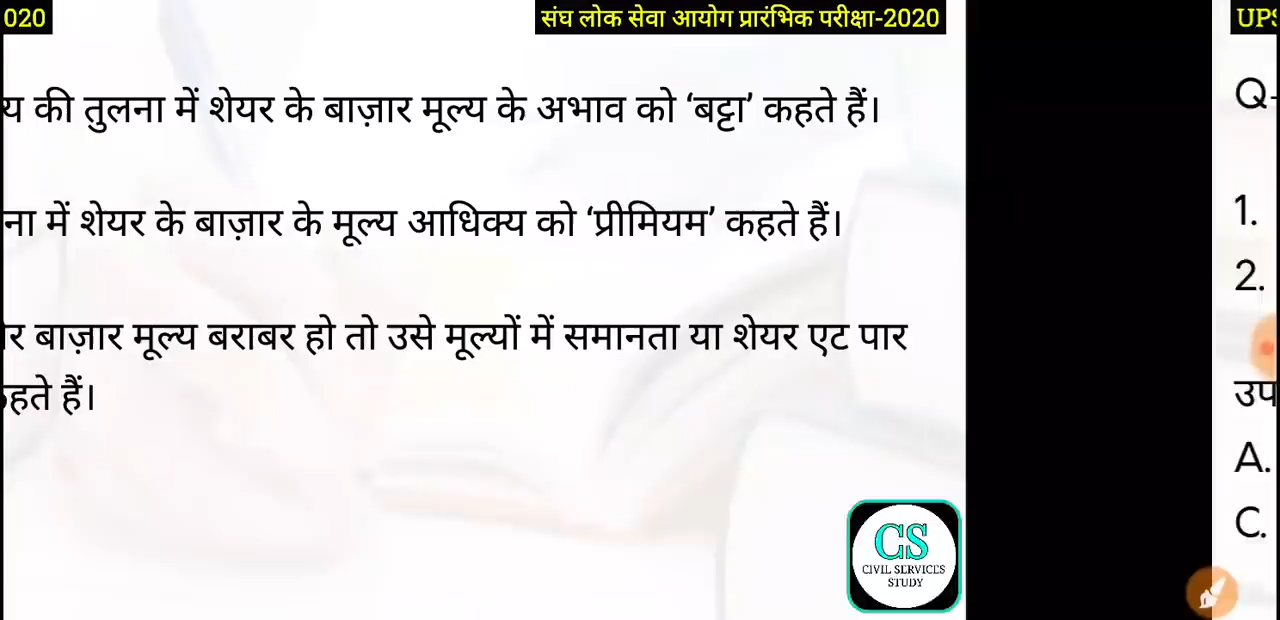 020
संघ लोक सेवा आयोग प्रारंभिक परीक्षा-2020
UPS
Q-
य की तुलना में शेयर के बाज़ार मूल्य के अभाव को ‘बट्टा’ कहते हैं।
ना में शेयर के बाज़ार के मूल्य आधिक्य को ‘प्रीमियम’ कहते हैं।
1.
2.
र बाज़ार मूल्य बराबर हो तो उसे मूल्यों में समानता या शेयर एट पार
हते हैं।
उप
A.
C.
CS
CIVIL SERVICES
STUDY